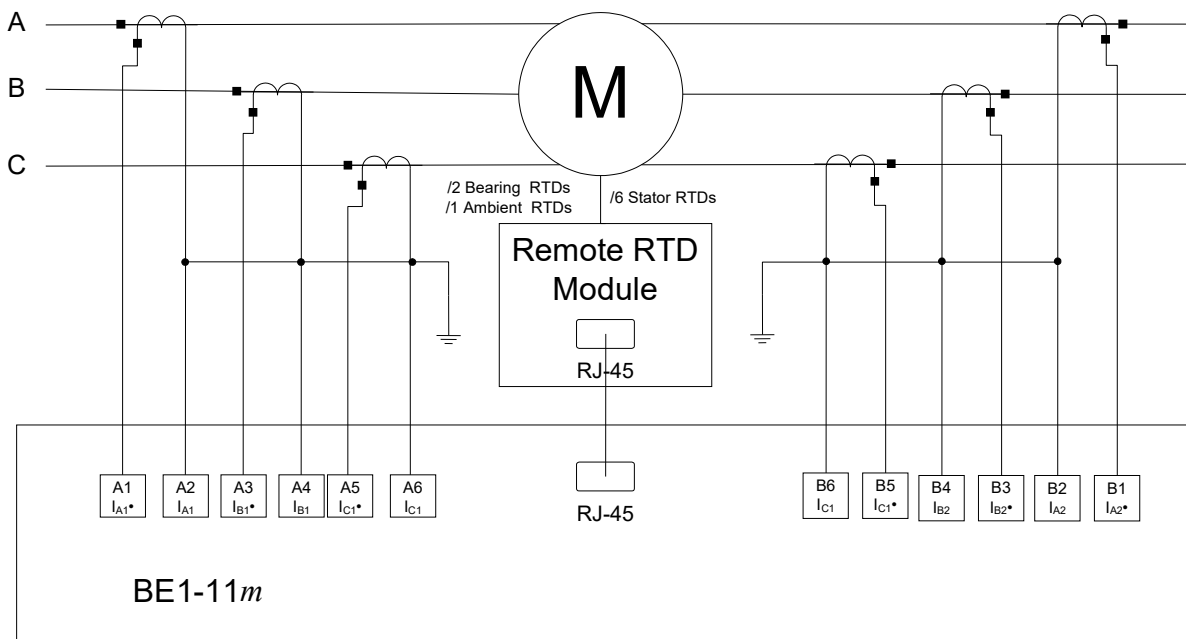 A
B
C
M
/2 Bearing RTDs
/1 Ambient RTDs
/6 Stator RTDs
Remote RTD
Module
RJ-45
A1
IA1•
A2
IA1
A3
IB1•
A4
IB1
A5
IC1•
A6
IC1
RJ-45
B6
IC1
B5
IC1•
B4
IB2
B3
IB2•
B2
IA2
B1
IA2•
BE1-11m